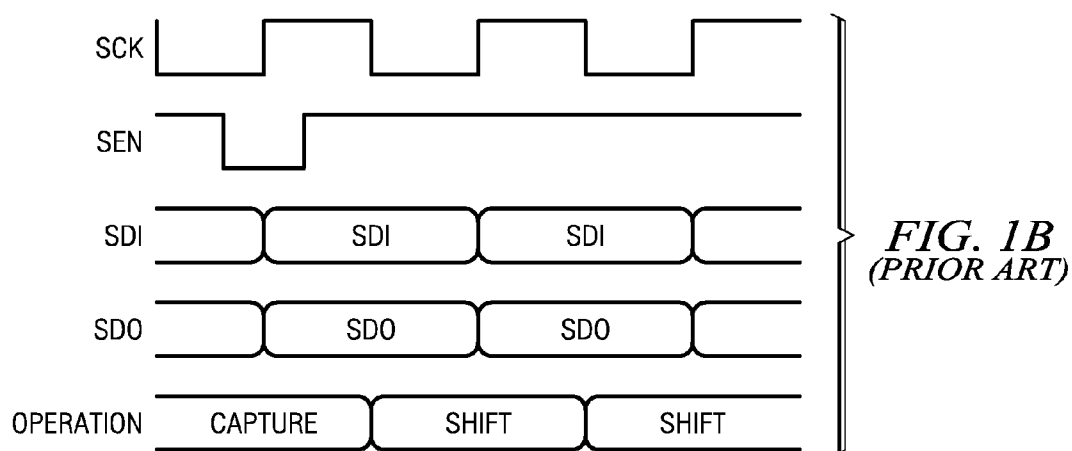 SCK
SEN
SDI SDI SDI
SDO SDO SDO
OPERATION CAPTURE SHIFT SHIFT
FIG. 1B
(PRIOR ART)